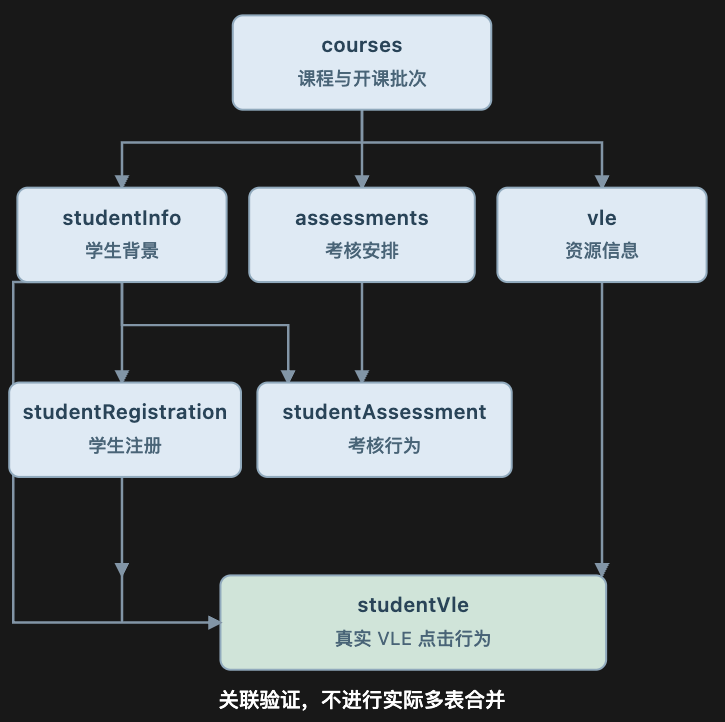 courses
课程与开课批次
studentInfo
学生背景
assessments
考核安排
vle
资源信息
studentRegistration
学生注册
studentAssessment
考核行为
studentVle
真实 VLE 点击行为
关联验证，不进行实际多表合并